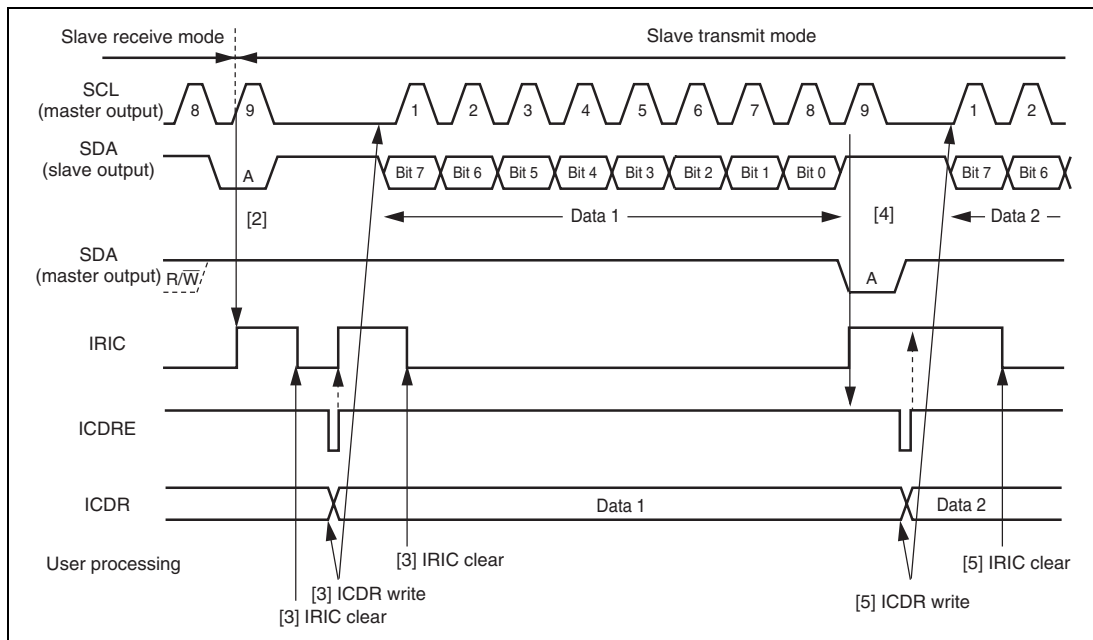 Slave receive mode
Slave transmit mode
SCL
(master output)
8
9
1
2
3
4
5
6
7
8
9
1
2
SDA
(slave output)
A
Bit 7
Bit 6
Bit 5
Bit 4
Bit 3
Bit 2
Bit 1
Bit 0
Bit 7
Bit 6
[2]
Data 1
[4]
Data 2
SDA
(master output)
R/W̅
A
IRIC
ICDRE
ICDR
Data 1
Data 2
User processing
[3] IRIC clear
[5] IRIC clear
[3] ICDR write
[5] ICDR write
[3] IRIC clear